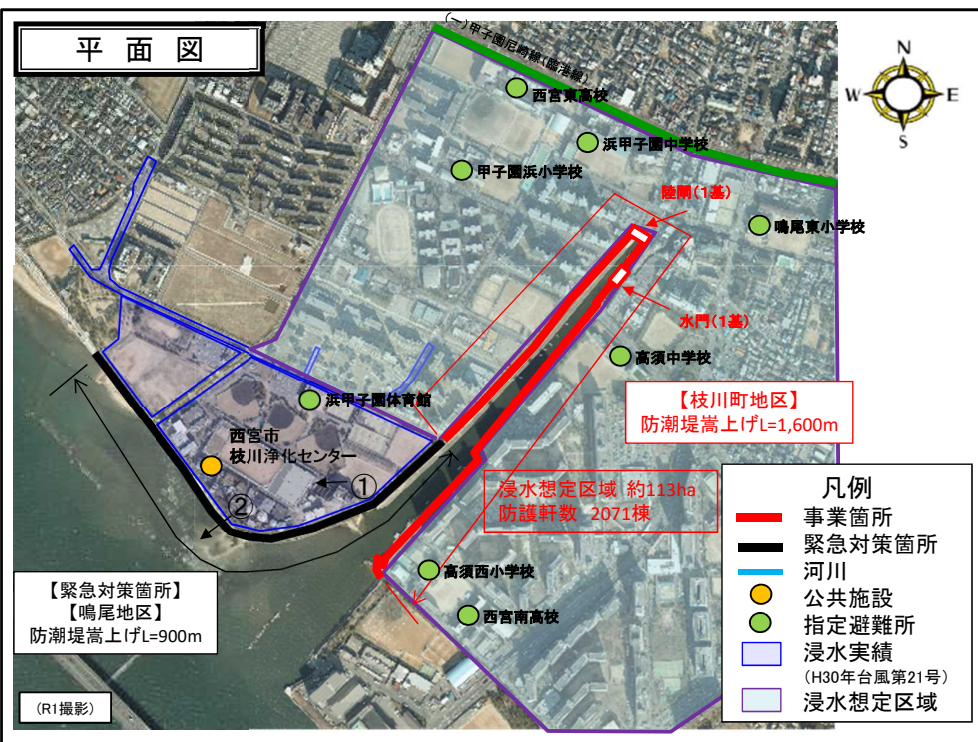 平 面 図
(一)甲子園尼崎線(臨港線)
N
W
E
S
西宮東高校
浜甲子園中学校
甲子園浜小学校
陸閘(1基)
鳴尾東小学校
水門(1基)
高須中学校
浜甲子園体育館
【枝川町地区】
防潮堤嵩上げL=1,600m
西宮市
枝川浄化センター
①
②
浸水想定区域 約113ha
防護軒数 2071棟
高須西小学校
西宮南高校
【緊急対策箇所】
【鳴尾地区】
防潮堤嵩上げL=900m
(R1撮影)
凡例
事業箇所
緊急対策箇所
河川
公共施設
指定避難所
浸水実績
(H30年台風第21号)
浸水想定区域